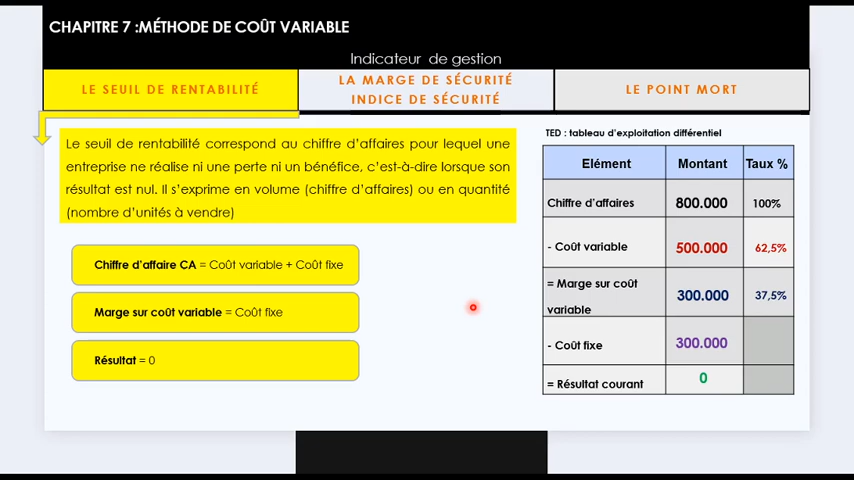 CHAPITRE 7 :MÉTHODE DE COÛT VARIABLE
Indicateur de gestion
LE SEUIL DE RENTABILITÉ
LA MARGE DE SÉCURITÉ
INDICE DE SÉCURITÉ
LE POINT MORT
Le seuil de rentabilité correspond au chiffre d'affaires pour lequel une
entreprise ne réalise ni une perte ni un bénéfice, c'est-à-dire lorsque son
résultat est nul. Il s'exprime en volume (chiffre d'affaires) ou en quantité
(nombre d'unités à vendre)
Chiffre d'affaire CA = Coût variable + Coût fixe
Marge sur coût variable = Coût fixe
Résultat = 0
TED : tableau d'exploitation différentiel
Elément Montant Taux %
Chiffre d'affaires 800.000 100%
- Coût variable 500.000 62,5%
= Marge sur coût
variable 300.000 37,5%
- Coût fixe 300.000
= Résultat courant 0